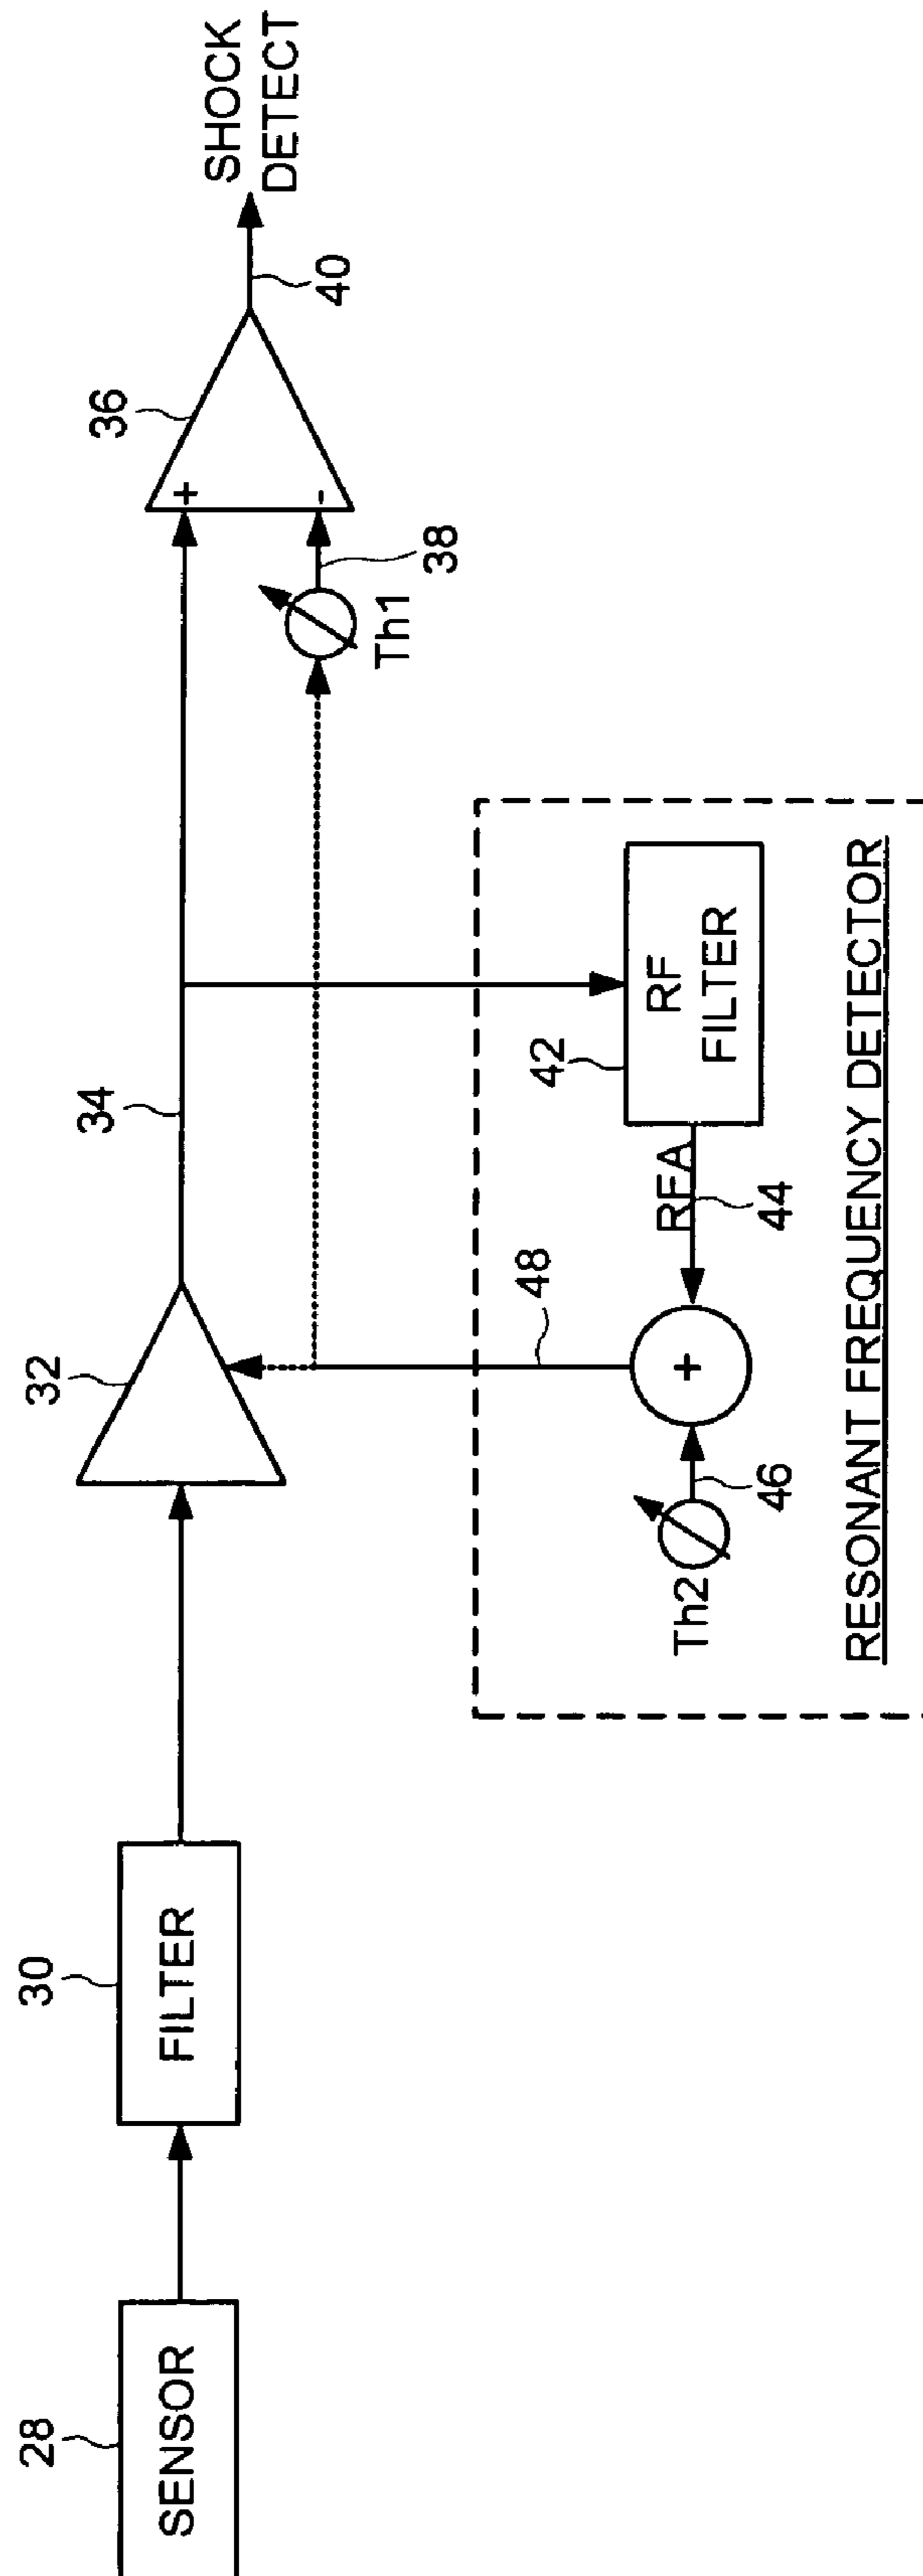 28
SENSOR
30
FILTER
32
34
36
+
-
38
Th1
40
SHOCK
DETECT
48
42
RF
FILTER
RFA
44
+
46
Th2
RESONANT FREQUENCY DETECTOR